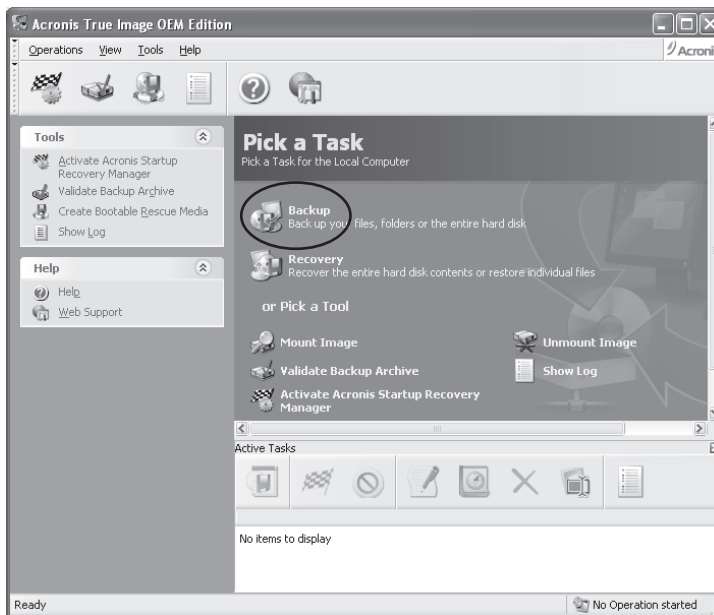 Acronis True Image OEM Edition
Operations View Tools Help
Acroni
Tools
Activate Acronis Startup
Recovery Manager
Validate Backup Archive
Create Bootable Rescue Media
Show Log
Help
Help
Web Support
Pick a Task
Pick a Task for the Local Computer
Backup
Back up your files, folders or the entire hard disk
Recovery
Recover the entire hard disk contents or restore individual files
or Pick a Tool
Mount Image
Unmount Image
Validate Backup Archive
Show Log
Activate Acronis Startup Recovery
Manager
Active Tasks
No items to display
Ready
No Operation started